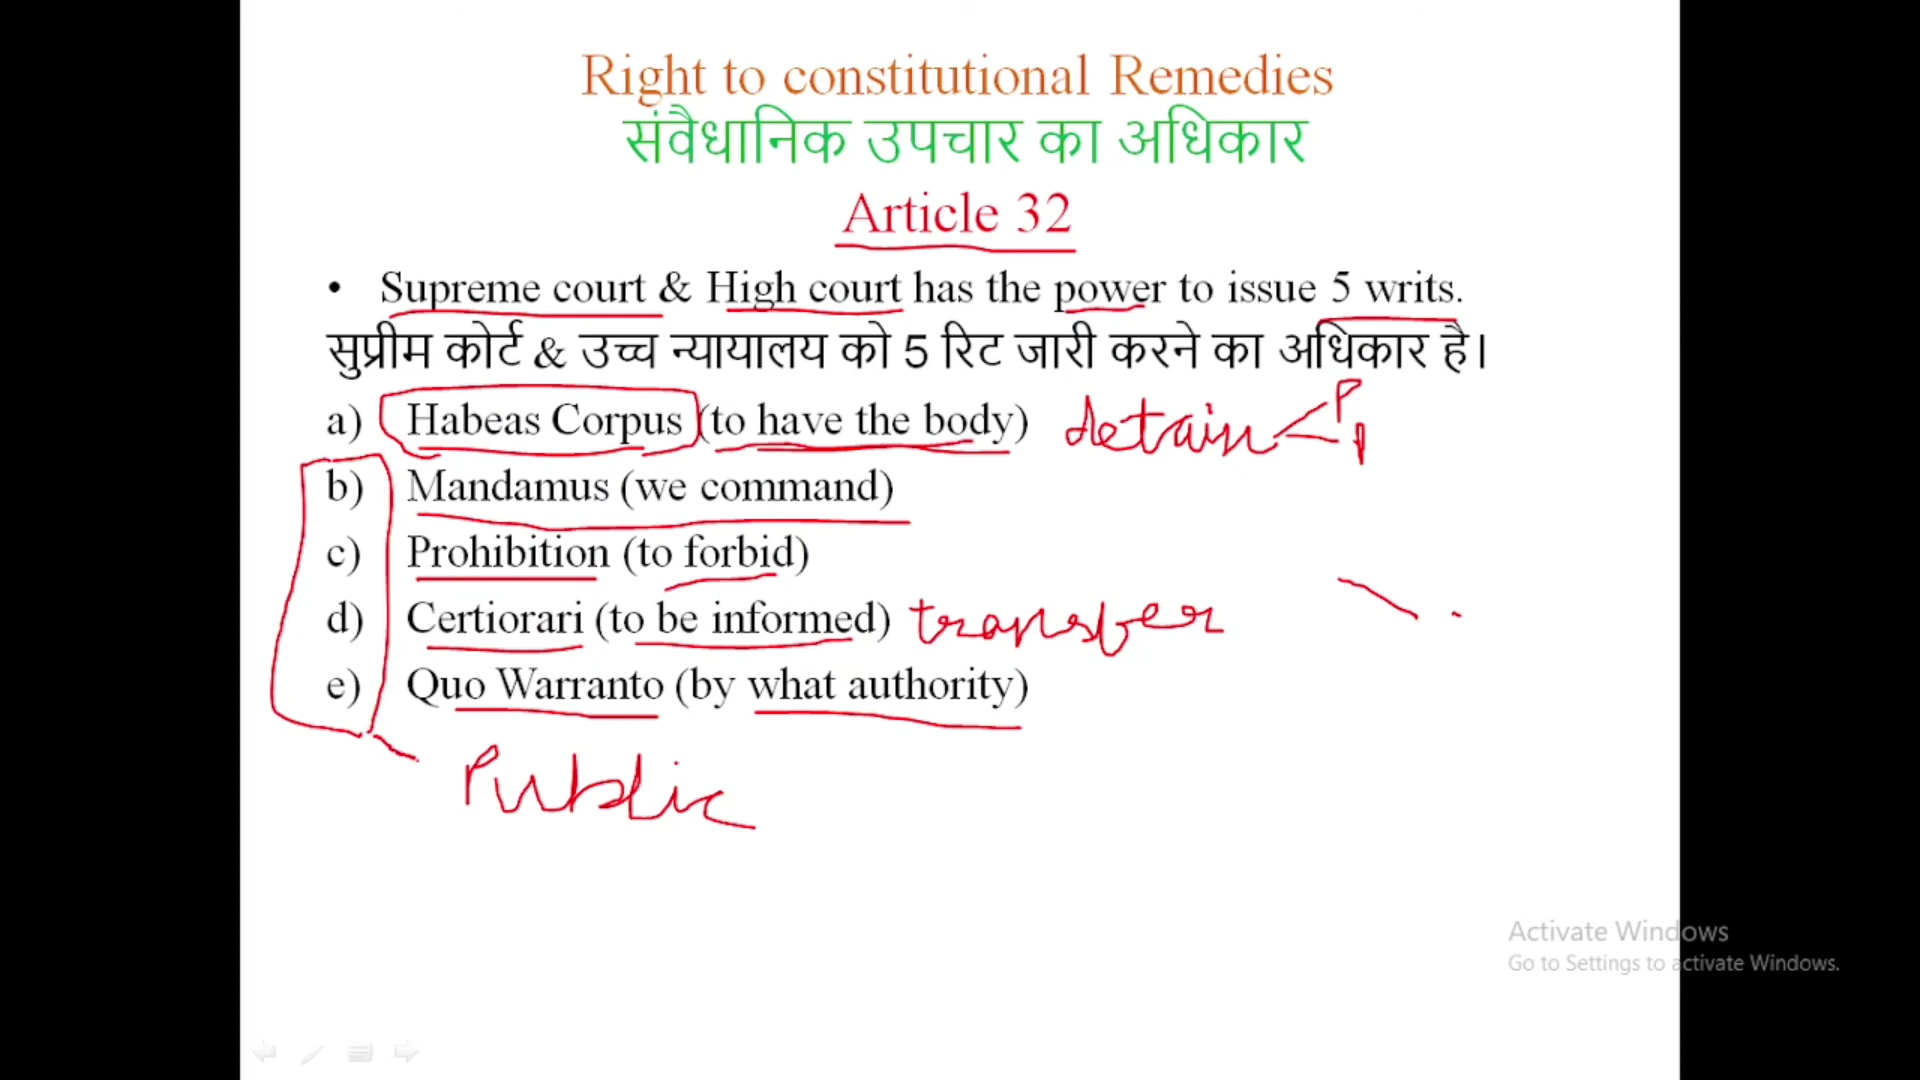 Right to constitutional Remedies
संवैधानिक उपचार का अधिकार
Article 32
• Supreme court & High court has the power to issue 5 writs.
सुप्रीम कोर्ट & उच्च न्यायालय को 5 रिट जारी करने का अधिकार है।
a) Habeas Corpus (to have the body) detain < P
b) Mandamus (we command)
c) Prohibition (to forbid)
d) Certiorari (to be informed) transfer
e) Quo Warranto (by what authority)
Public
Activate Windows
Go to Settings to activate Windows.